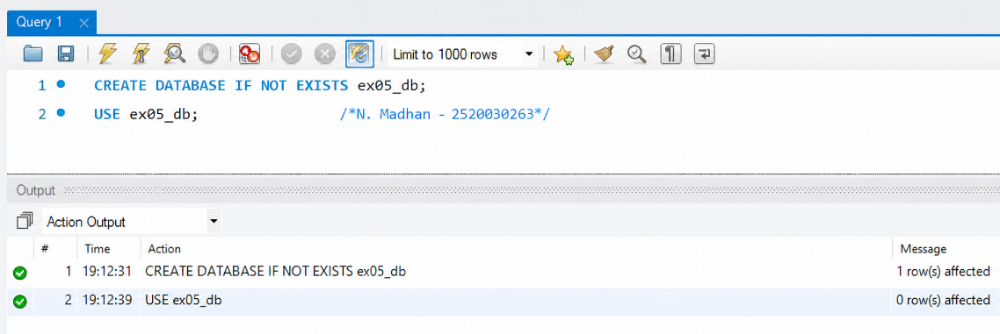 Query 1
Limit to 1000 rows
1 CREATE DATABASE IF NOT EXISTS ex05_db;
2 USE ex05_db; /*N. Madhan - 2520030263*/
Output
Action Output
# Time Action Message
1 19:12:31 CREATE DATABASE IF NOT EXISTS ex05_db 1 row(s) affected
2 19:12:39 USE ex05_db 0 row(s) affected